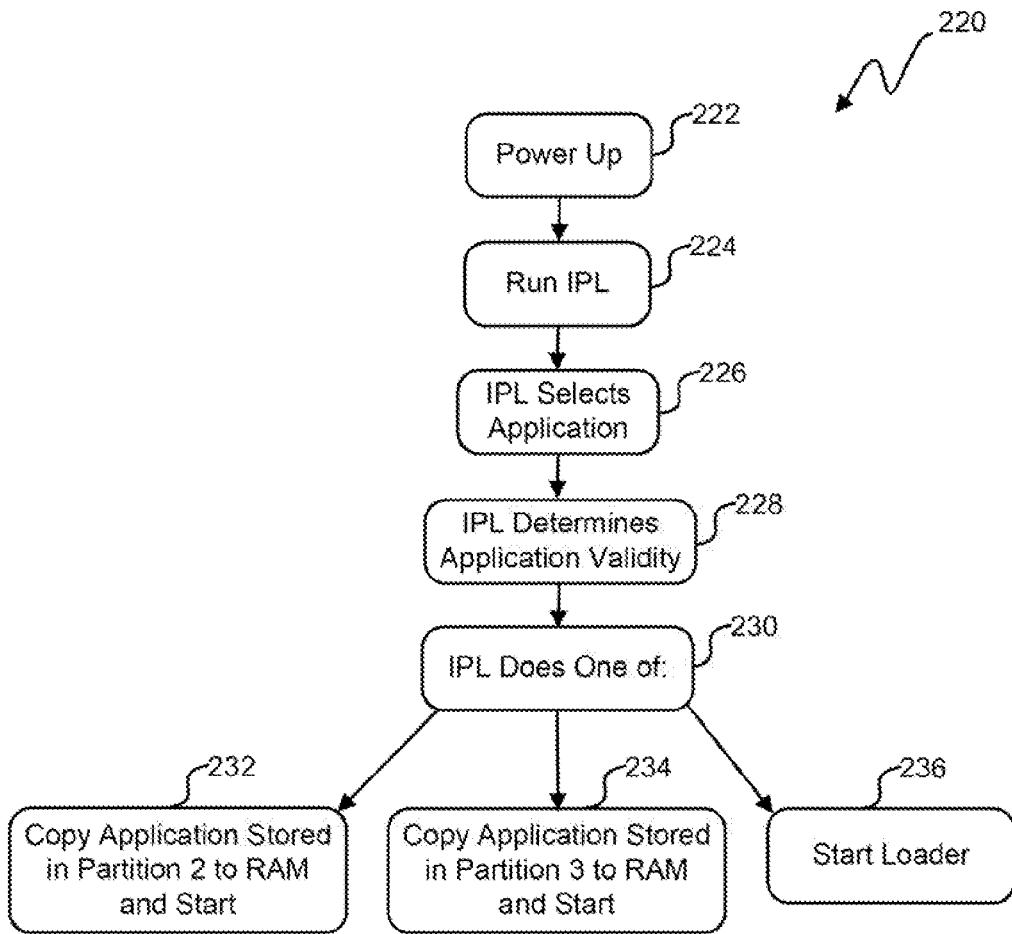 220
222
Power Up
224
Run IPL
226
IPL Selects
Application
228
IPL Determines
Application Validity
230
IPL Does One of:
232
Copy Application Stored
in Partition 2 to RAM
and Start
234
Copy Application Stored
in Partition 3 to RAM
and Start
236
Start Loader